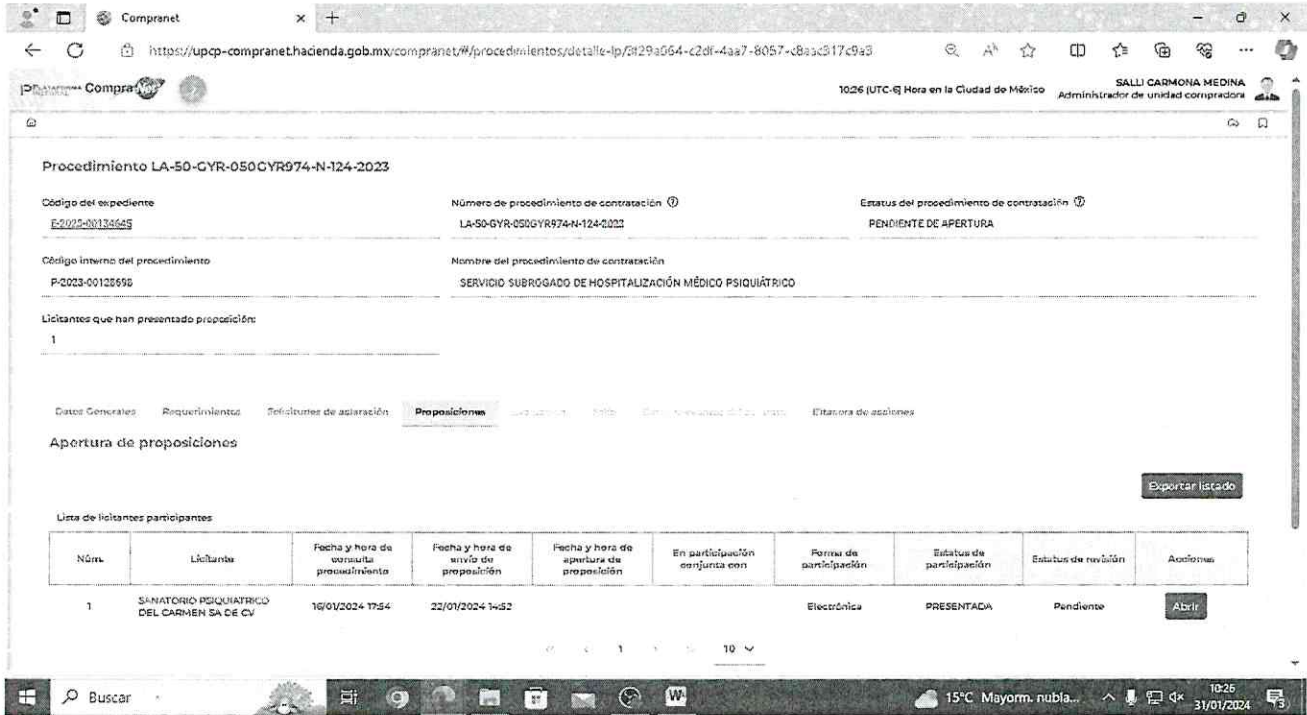 Compranet
https://upcp-compranet.hacienda.gob.mx/compranet/#/procedimientos/detalle-lp/
CompraNet
10:26 (UTC-6) Hora en la Ciudad de México
SALLI CARMONA MEDINA
Administrador de unidad compradora
Procedimiento LA-50-GYR-050GYR974-N-124-2023
Código del expediente
Número de procedimiento de contratación
Estatus del procedimiento de contratación
E-2023-00134645
LA-50-GYR-050GYR974-N-124-2023
PENDIENTE DE APERTURA
Código interno del procedimiento
Nombre del procedimiento de contratación
P-2023-00128698
SERVICIO SUBROGADO DE HOSPITALIZACIÓN MÉDICO PSIQUIÁTRICO
Licitantes que han presentado proposición:
1
Datos Generales Requerimientos Solicitudes de aclaración Proposiciones Bitácora de acciones
Apertura de proposiciones
Exportar listado
Lista de licitantes participantes
Núm.
Licitante
Fecha y hora de consulta procedimiento
Fecha y hora de envío de proposición
Fecha y hora de apertura de proposición
En participación conjunta con
Forma de participación
Estatus de participación
Estatus de revisión
Acciones
1
SANATORIO PSIQUIATRICO
DEL CARMEN SA DE CV
16/01/2024 17:54
22/01/2024 14:52
Electrónica
PRESENTADA
Pendiente
Abrir
1 10
Buscar
15°C Mayorm. nubla...
10:26
31/01/2024